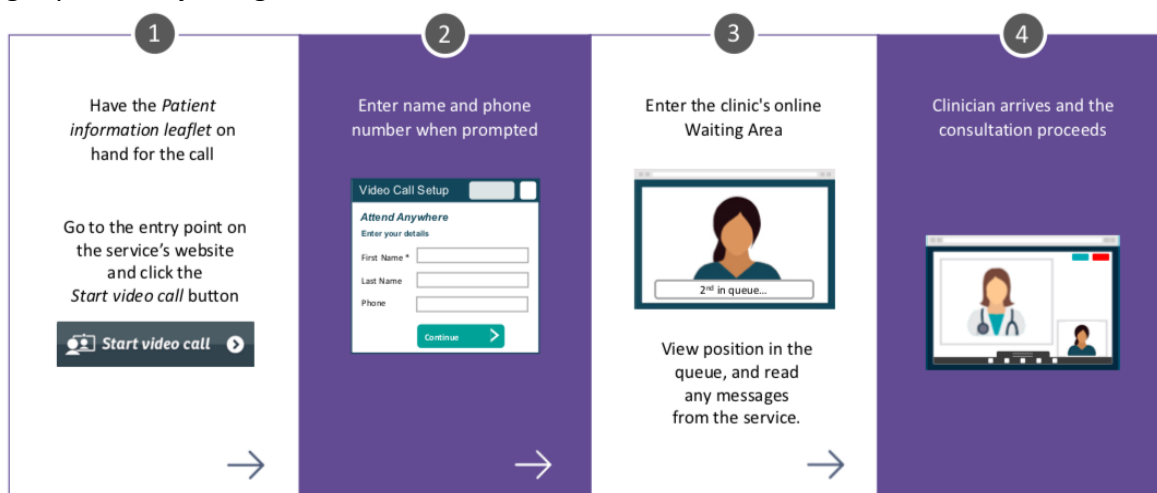 1
Have the Patient
information leaflet on
hand for the call
Go to the entry point on
the service's website
and click the
Start video call button
Start video call
2
Enter name and phone
number when prompted
Video Call Setup
Attend Anywhere
Enter your details
First Name *
Last Name
Phone
Continue
3
Enter the clinic's online
Waiting Area
2nd in queue...
View position in the
queue, and read
any messages
from the service.
4
Clinician arrives and the
consultation proceeds